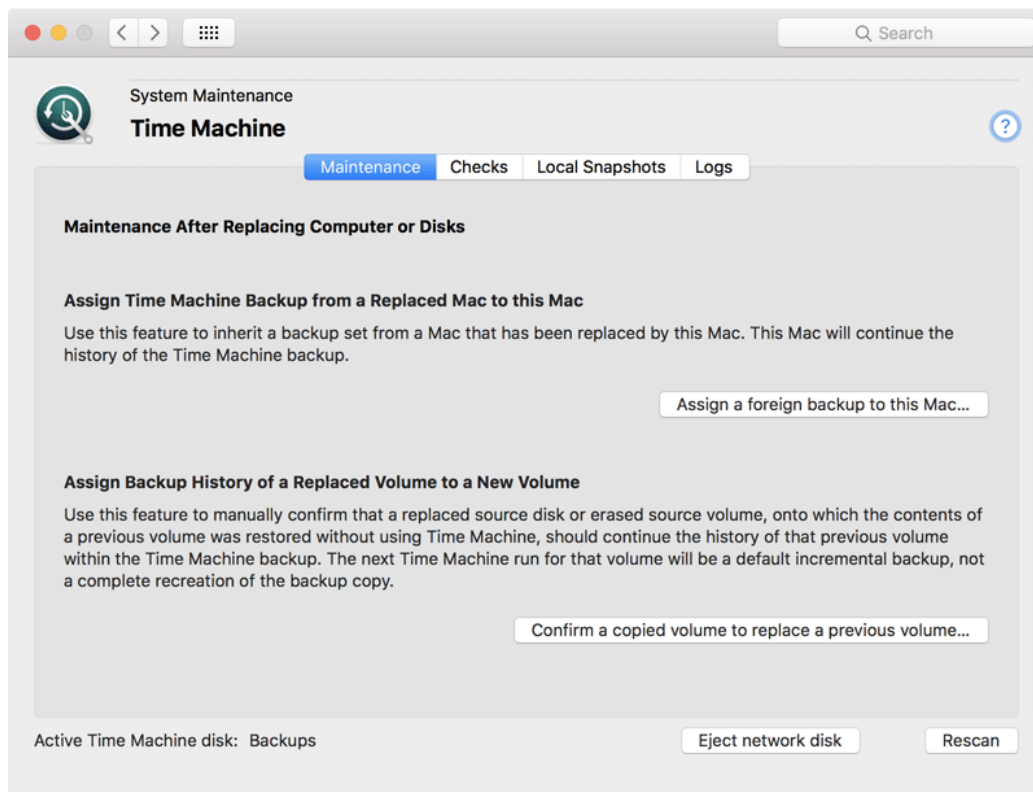 Search
System Maintenance
Time Machine
?
Maintenance
Checks
Local Snapshots
Logs
Maintenance After Replacing Computer or Disks
Assign Time Machine Backup from a Replaced Mac to this Mac
Use this feature to inherit a backup set from a Mac that has been replaced by this Mac. This Mac will continue the
history of the Time Machine backup.
Assign a foreign backup to this Mac...
Assign Backup History of a Replaced Volume to a New Volume
Use this feature to manually confirm that a replaced source disk or erased source volume, onto which the contents of
a previous volume was restored without using Time Machine, should continue the history of that previous volume
within the Time Machine backup. The next Time Machine run for that volume will be a default incremental backup, not
a complete recreation of the backup copy.
Confirm a copied volume to replace a previous volume...
Active Time Machine disk: Backups
Eject network disk
Rescan